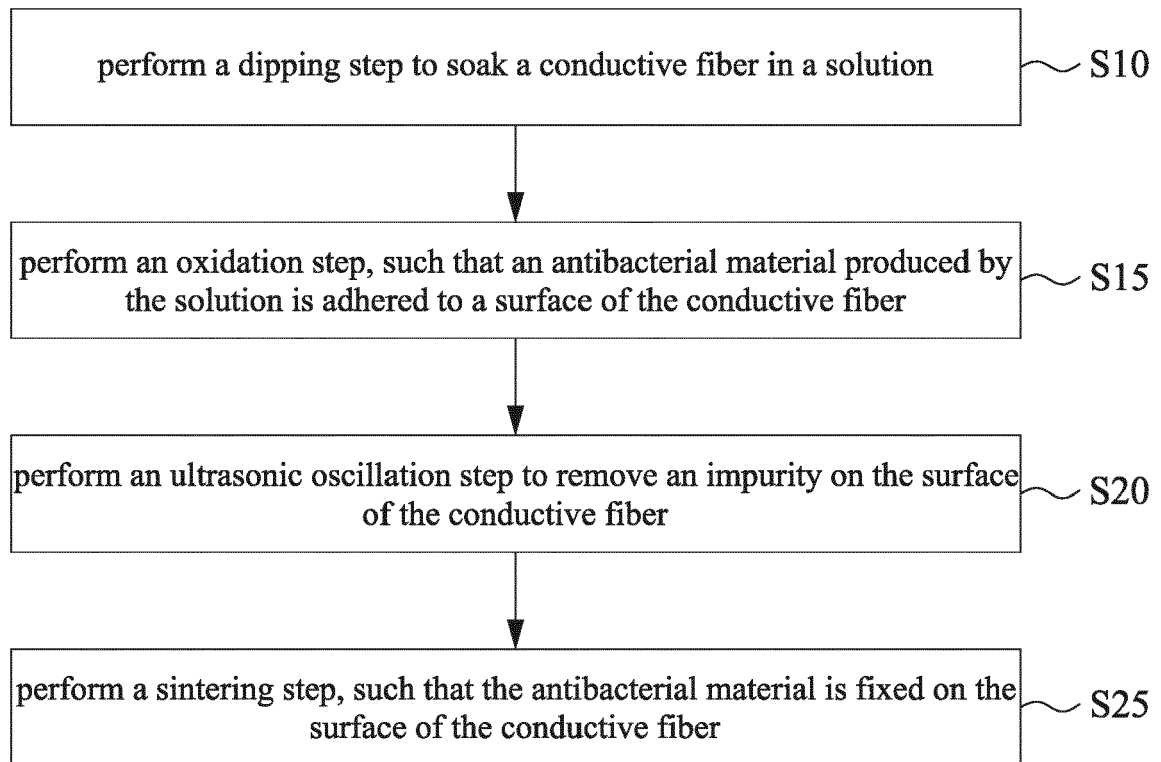 perform a dipping step to soak a conductive fiber in a solution
S10
perform an oxidation step, such that an antibacterial material produced by
the solution is adhered to a surface of the conductive fiber
S15
perform an ultrasonic oscillation step to remove an impurity on the surface
of the conductive fiber
S20
perform a sintering step, such that the antibacterial material is fixed on the
surface of the conductive fiber
S25